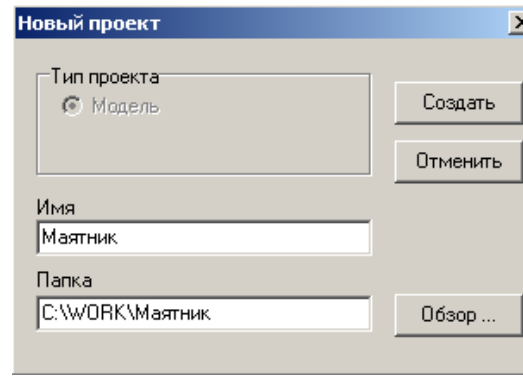 Новый проект
Тип проекта
Модель
Создать
Отменить
Имя
Маятник
Папка
C:\WORK\Маятник
Обзор ...